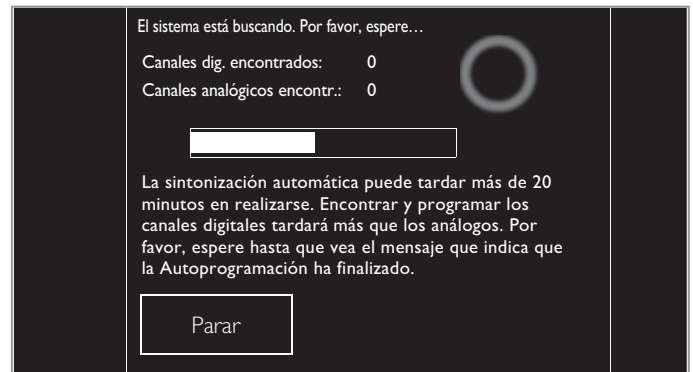 El sistema está buscando. Por favor, espere…
Canales dig. encontrados: 0
Canales analógicos encontr.: 0
La sintonización automática puede tardar más de 20
minutos en realizarse. Encontrar y programar los
canales digitales tardará más que los análogos. Por
favor, espere hasta que vea el mensaje que indica que
la Autoprogramación ha finalizado.
Parar